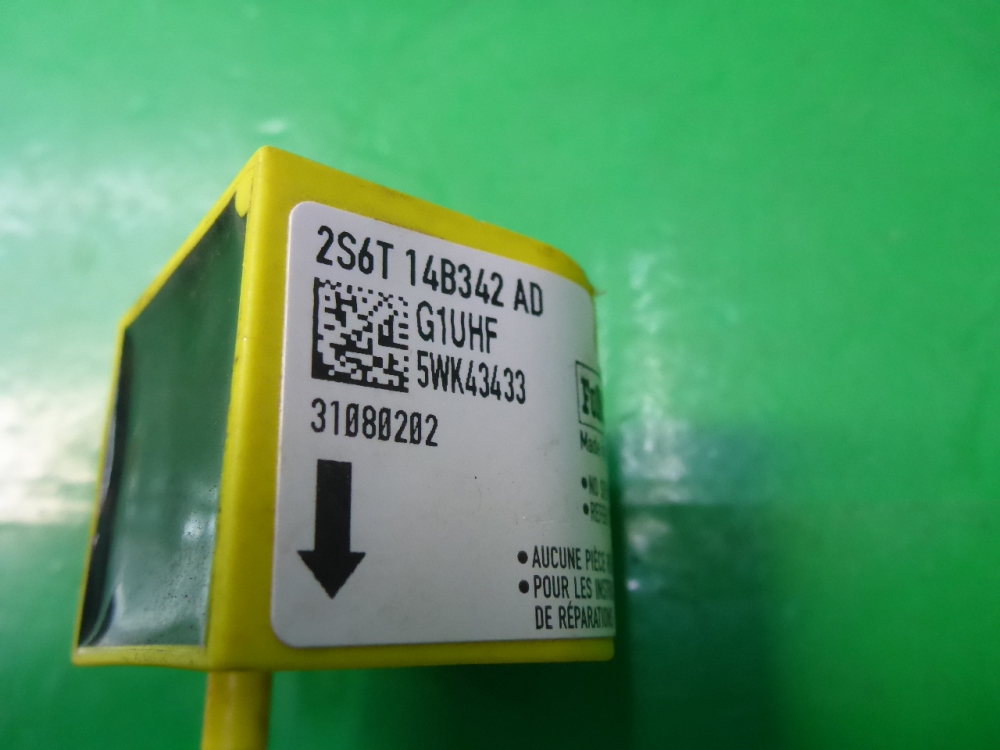 2S6T 14B342 AD
G1UHF
5WK43433
31080202
• AUCUNE PIÈCE
• POUR LES
DE RÉPARATION